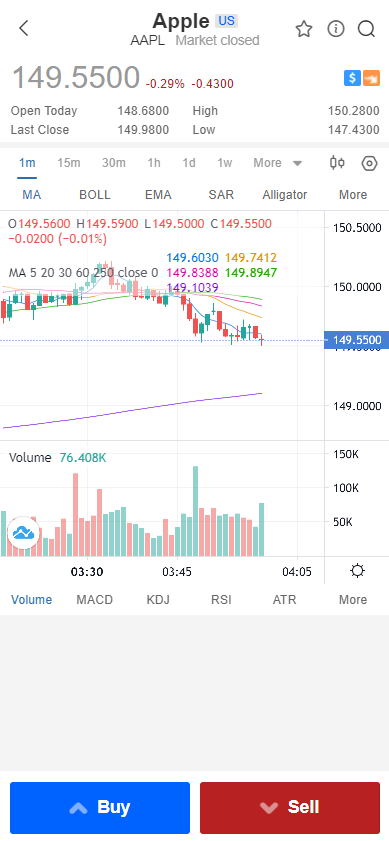 Apple US
AAPL Market closed
149.5500 -0.29% -0.4300
Open Today 148.6800 High 150.2800
Last Close 149.9800 Low 147.4300
1m 15m 30m 1h 1d 1w More
MA BOLL EMA SAR Alligator More
O149.5600 H149.5900 L149.5000 C149.5500
−0.0200 (−0.01%)
150.5000
149.6030 149.7412
MA 5 20 30 60 250 close 0 149.8388 149.8947
149.1039
150.0000
149.5500
149.0000
Volume 76.408K
150K
100K
50K
03:30 03:45 04:05
Volume MACD KDJ RSI ATR More
Buy Sell